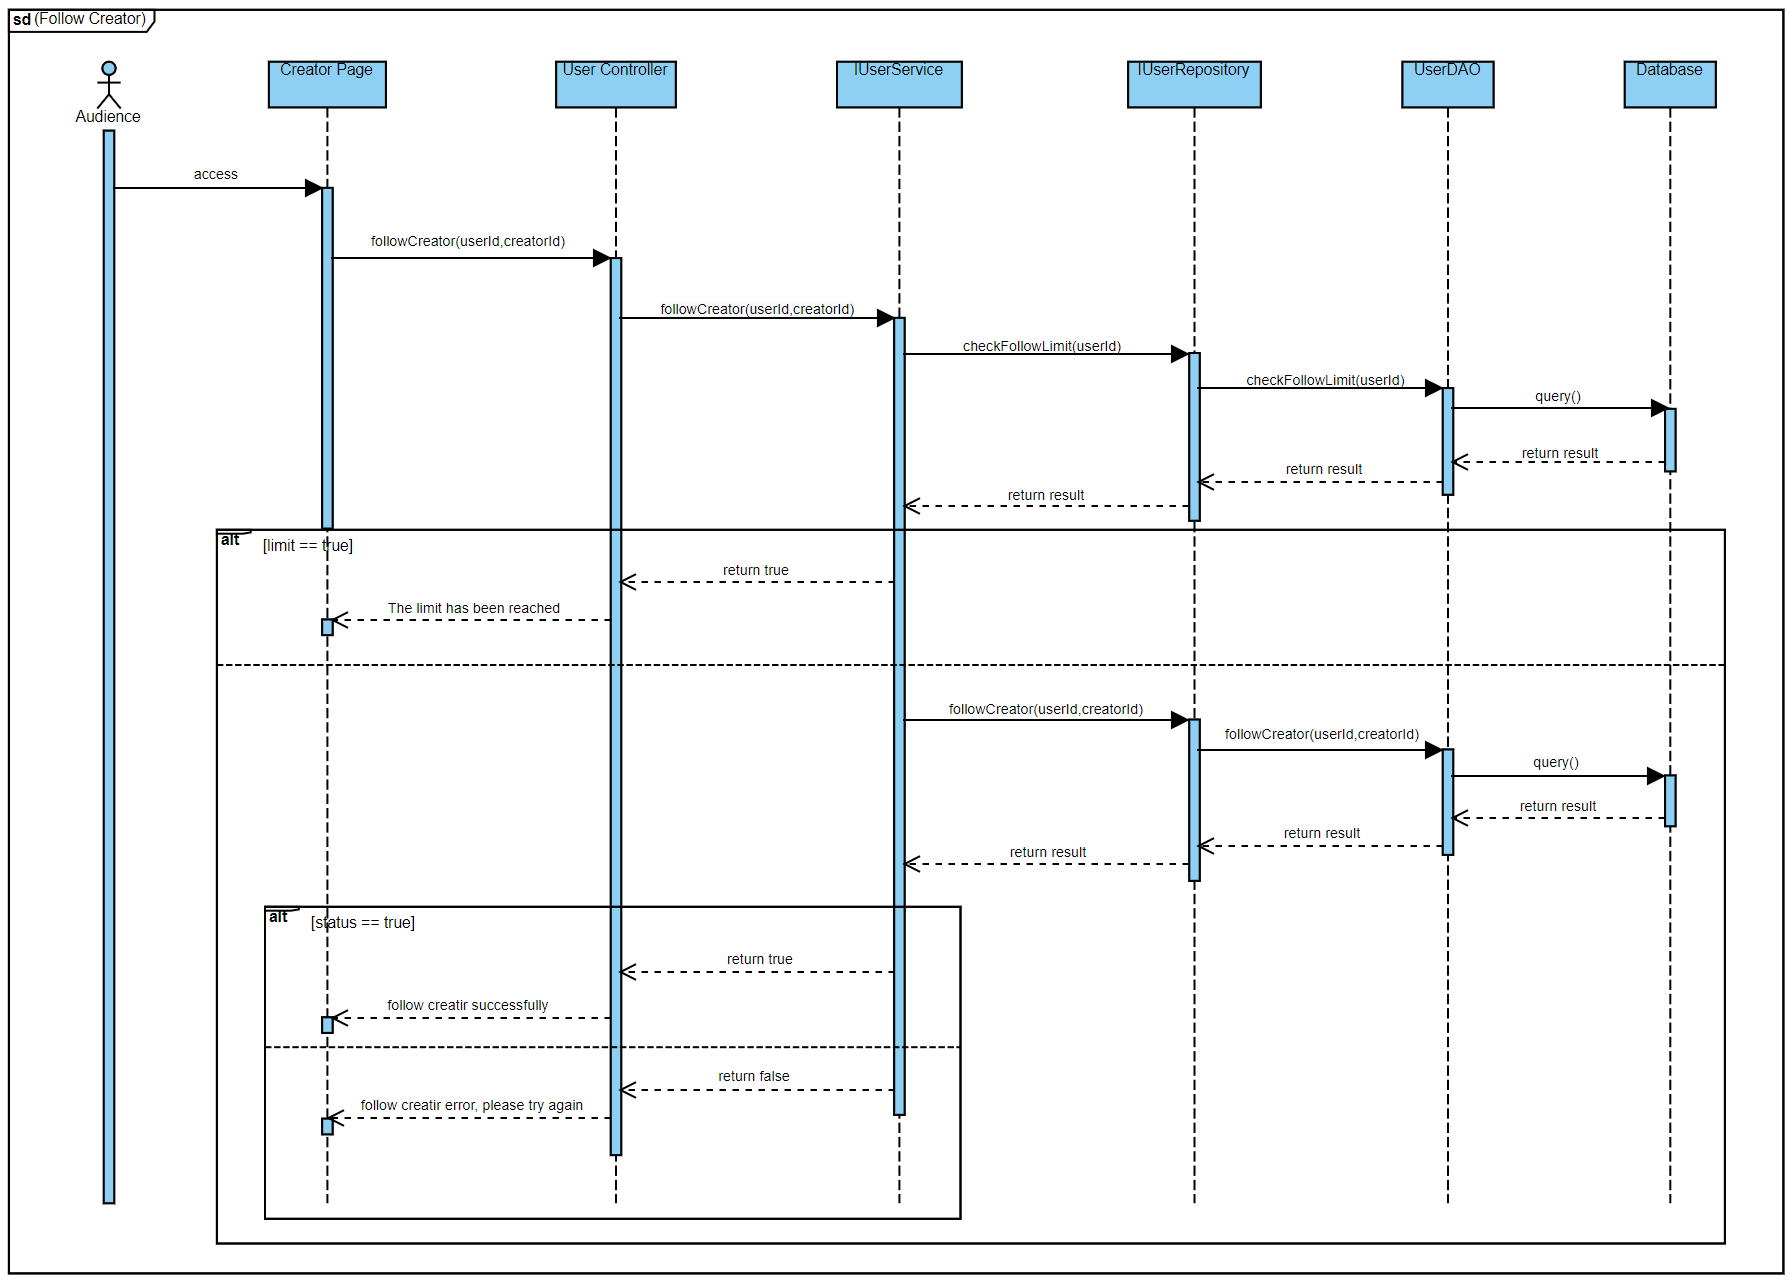 sd (Follow Creator)
Audience
Creator Page
User Controller
IUserService
IUserRepository
UserDAO
Database
access
followCreator(userId,creatorId)
followCreator(userId,creatorId)
checkFollowLimit(userId)
checkFollowLimit(userId)
query()
return result
return result
return result
alt
[limit == true]
return true
The limit has been reached
followCreator(userId,creatorId)
followCreator(userId,creatorId)
query()
return result
return result
return result
alt
[status == true]
return true
follow creatir successfully
return false
follow creatir error, please try again